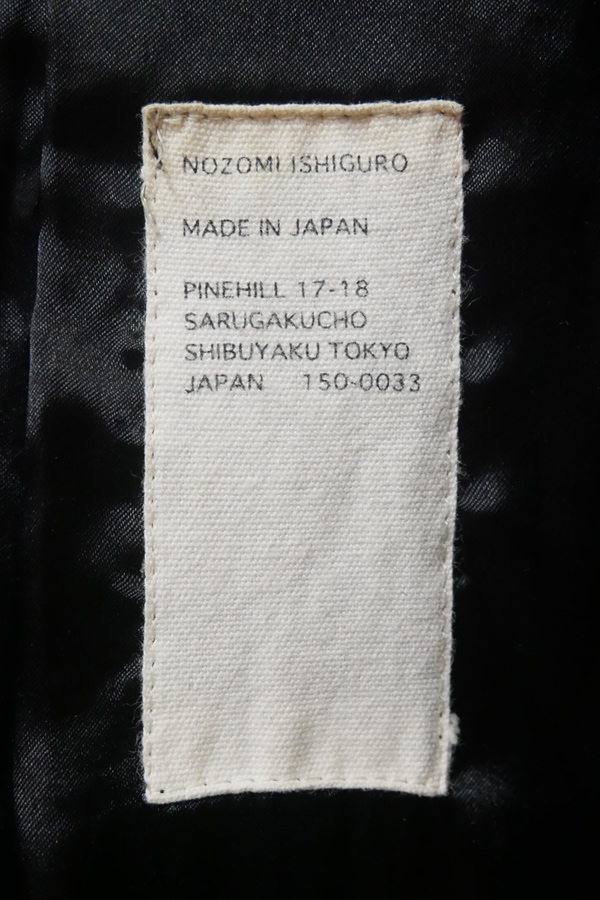 NOZOMI ISHIGURO
MADE IN JAPAN
PINEHILL 17-18
SARUGAKUCHO
SHIBUYAKU TOKYO
JAPAN 150-0033